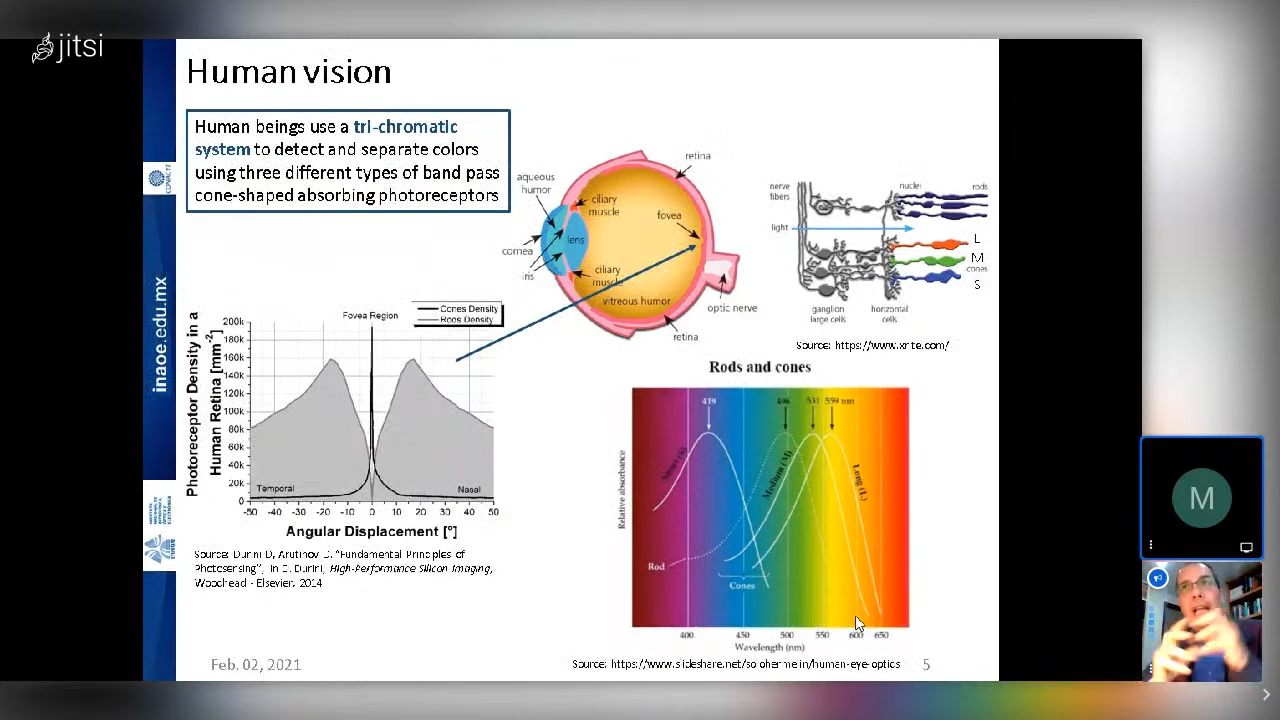 jitsi
Human vision
Human beings use a tri-chromatic
system to detect and separate colors
using three different types of band pass
cone-shaped absorbing photoreceptors
retina
aqueous
humor
ciliary
muscle
fovea
cornea
lens
iris
ciliary
muscle
vitreous humor
optic nerve
retina
nerve
fibers
nuclei
rods
light
L
M
cones
S
ganglion
large cells
horizontal
cells
Source: https://www.xrite.com/
inaoe.edu.mx
CONACYT
Photoreceptor Density in a
Human Retina [mm-2]
Fovea Region
Cones Density
Rods Density
200k
180k
160k
140k
120k
100k
80k
60k
40k
20k
0
Temporal
Nasal
-50 -40 -30 -20 -10 0 10 20 30 40 50
Angular Displacement [°]
Source: Durini D, Arutinov D. "Fundamental Principles of
Photosensing", in D. Durini, High-Performance Silicon Imaging,
Woodhead - Elsevier, 2014
Rods and cones
419
496
531
559 nm
Short (S)
Medium (M)
Long (L)
Relative absorbance
Rod
Cones
400 450 500 550 600 650
Wavelength (nm)
Source: https://www.slideshare.net/solohermelin/human-eye-optics
Feb. 02, 2021
5
M